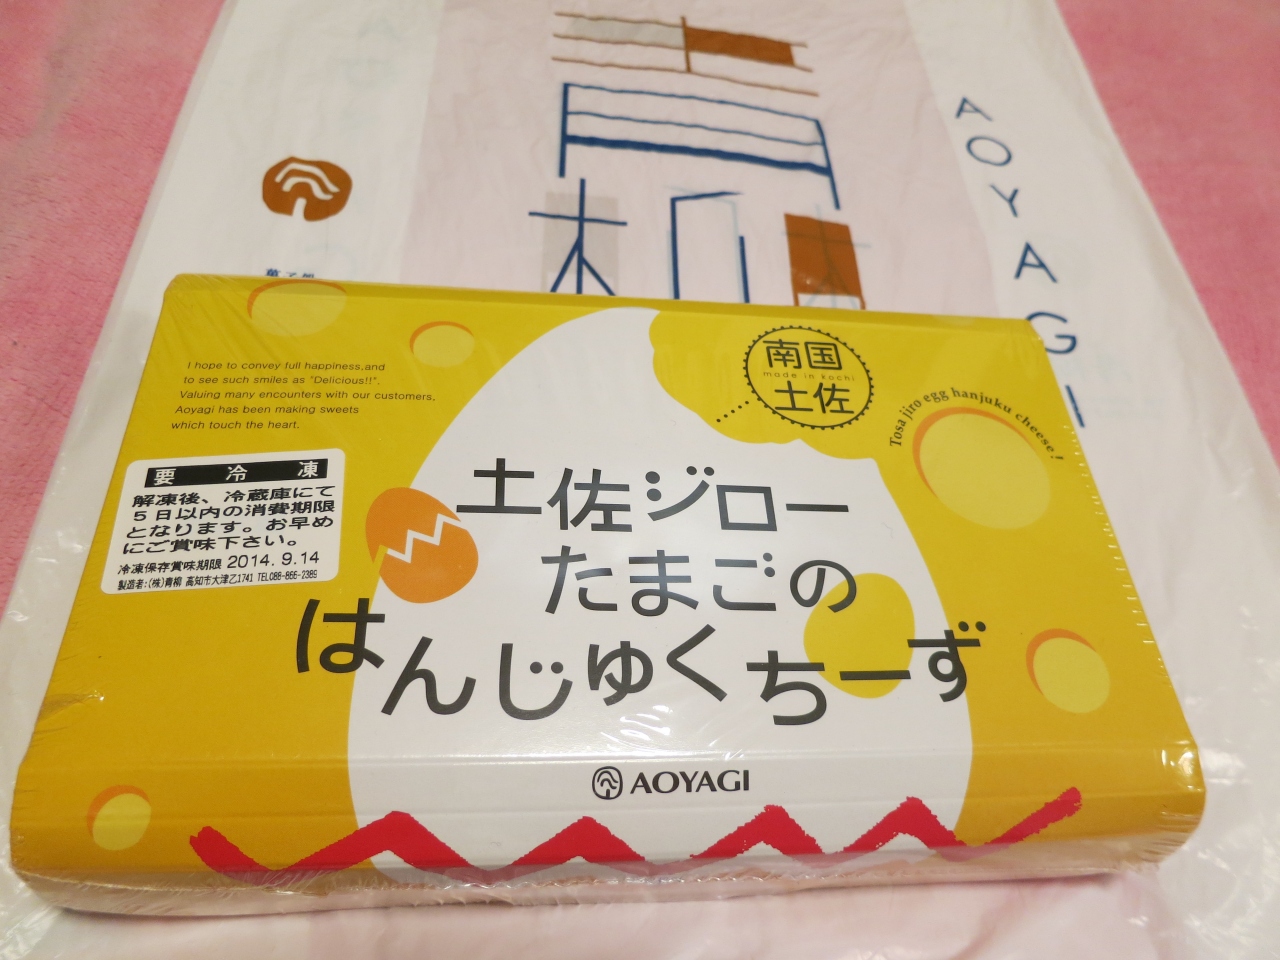 AOYAGI
I hope to convey full happiness,and
to see such smiles as "Delicious!!".
Valuing many encounters with our customers,
Aoyagi has been making sweets
which touch the heart.
南国
made in kochi
土佐
Tosa jiro egg hanjuku cheese!
要冷凍
解凍後、冷蔵庫にて
5日以内の消費期限
となります。お早め
にご賞味下さい。
冷凍保存賞味期限 2014.9.14
製造者:(株)青柳 高知市大津乙1741 TEL088-866-2389
土佐ジロー
たまごの
はんじゅくちーず
AOYAGI